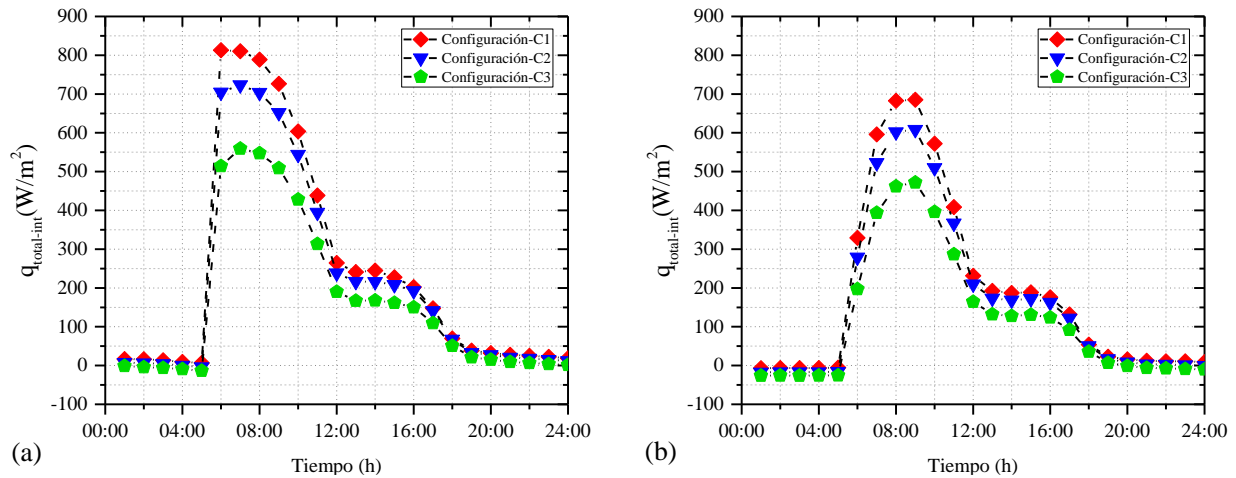 900
800
700
600
500
400
300
200
100
0
-100
q_total-int (W/m²)
00:00 04:00 08:00 12:00 16:00 20:00 24:00
Tiempo (h)
Configuración-C1
Configuración-C2
Configuración-C3
(a)
900
800
700
600
500
400
300
200
100
0
-100
q_total-int (W/m²)
00:00 04:00 08:00 12:00 16:00 20:00 24:00
Tiempo (h)
Configuración-C1
Configuración-C2
Configuración-C3
(b)